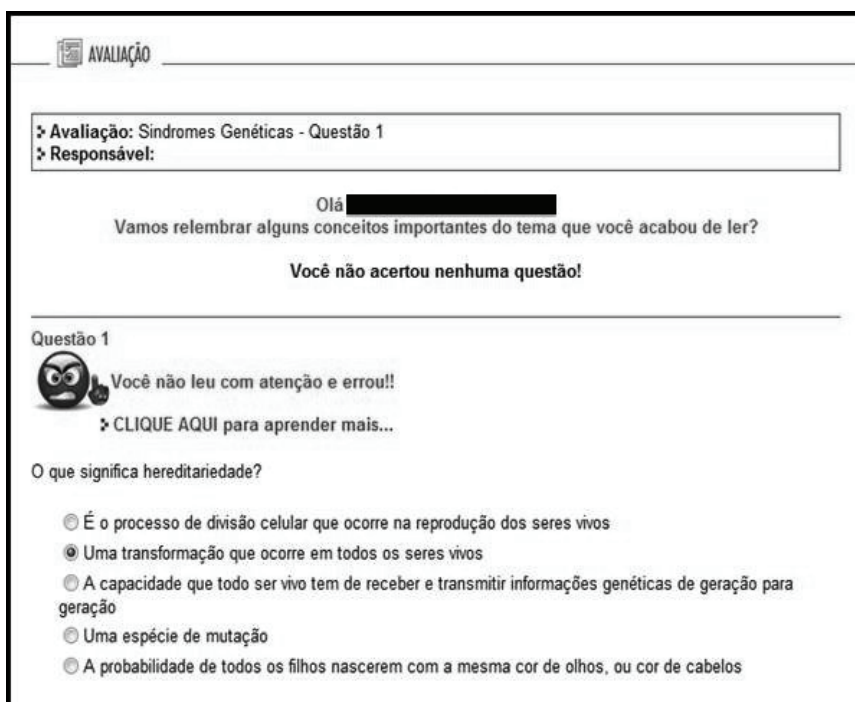 AVALIAÇÃO
Avaliação: Sindromes Genéticas - Questão 1
Responsável:
Olá
Vamos relembrar alguns conceitos importantes do tema que você acabou de ler?
Você não acertou nenhuma questão!
Questão 1
Você não leu com atenção e errou!!
CLIQUE AQUI para aprender mais...
O que significa hereditariedade?
É o processo de divisão celular que ocorre na reprodução dos seres vivos
Uma transformação que ocorre em todos os seres vivos
A capacidade que todo ser vivo tem de receber e transmitir informações genéticas de geração para
geração
Uma espécie de mutação
A probabilidade de todos os filhos nascerem com a mesma cor de olhos, ou cor de cabelos